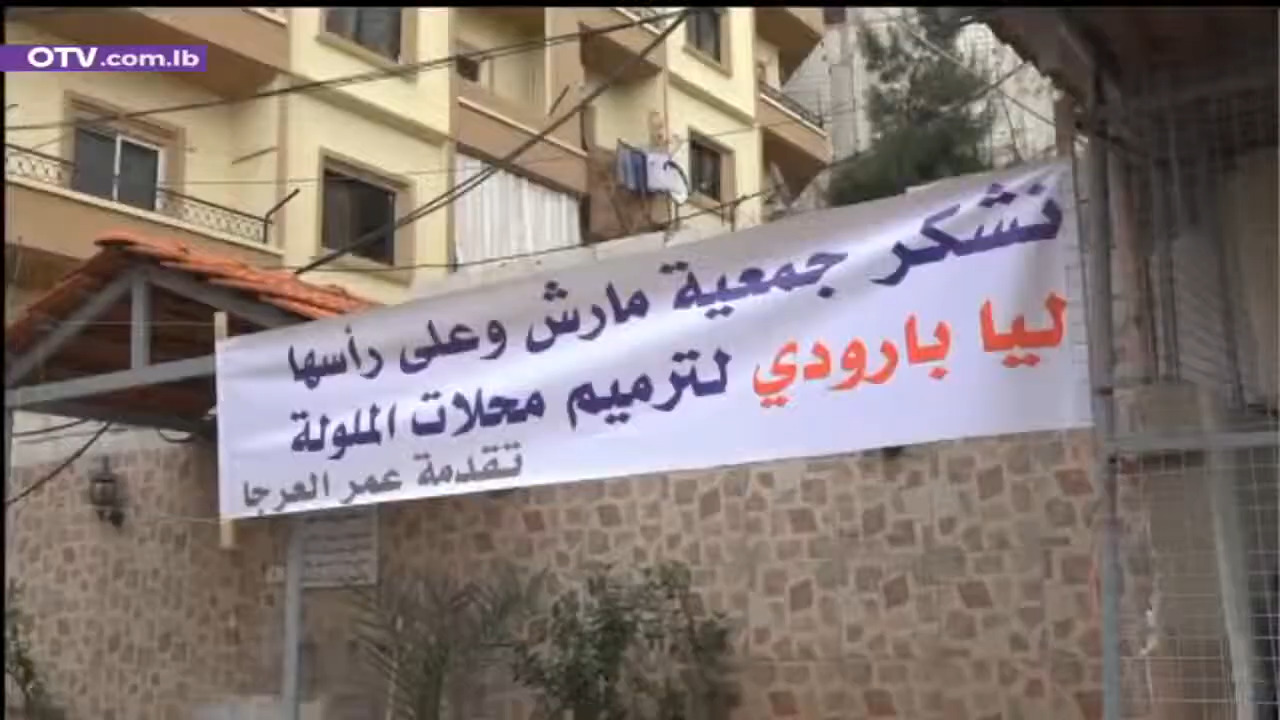 OTV.com.lb
نشكر جمعية مارش وعلى رأسها
ليا بارودي لترميم محلات الملولة
تقدمة عمر العرجا